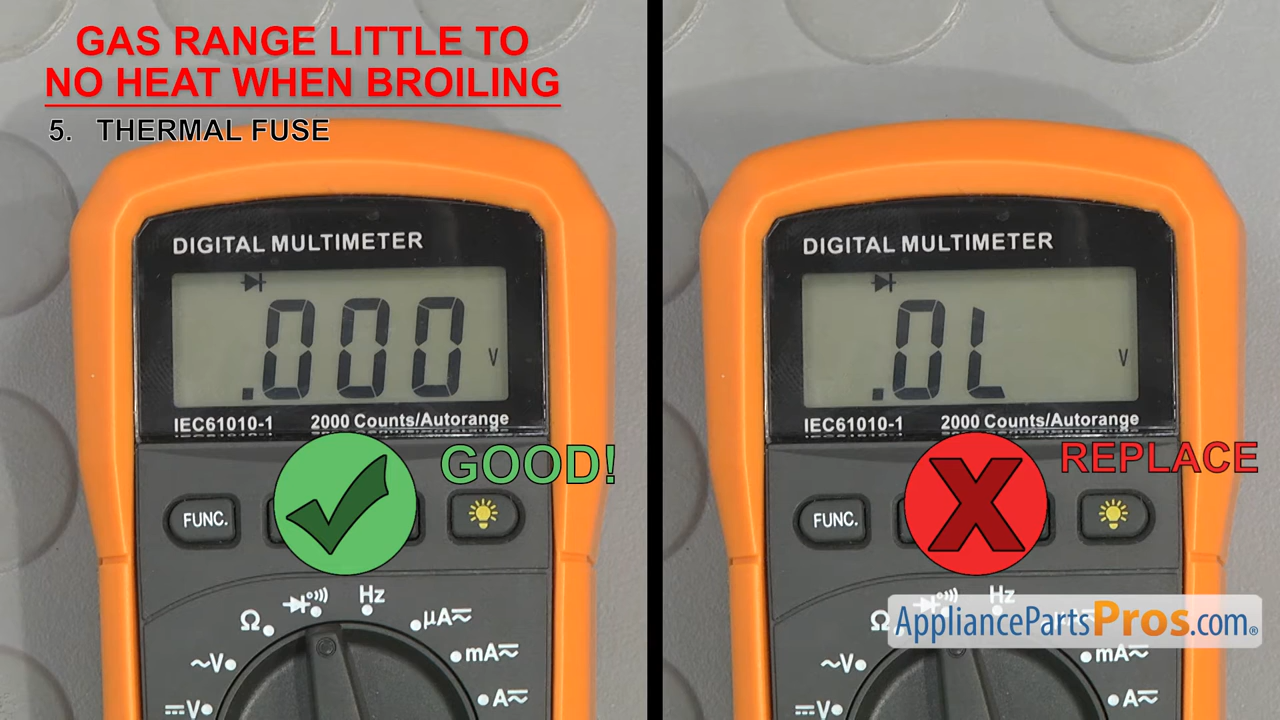 GAS RANGE LITTLE TO
NO HEAT WHEN BROILING
5. THERMAL FUSE
DIGITAL MULTIMETER
.000 V
IEC61010-1 2000 Counts/Autorange
GOOD!
FUNC.
Hz
Ω
µA
~V
mA
V
A
DIGITAL MULTIMETER
.0L V
IEC61010-1 2000 Counts/Autorange
REPLACE
FUNC.
Hz
Ω
AppliancePartsPros.com®
~V
mA
V
A